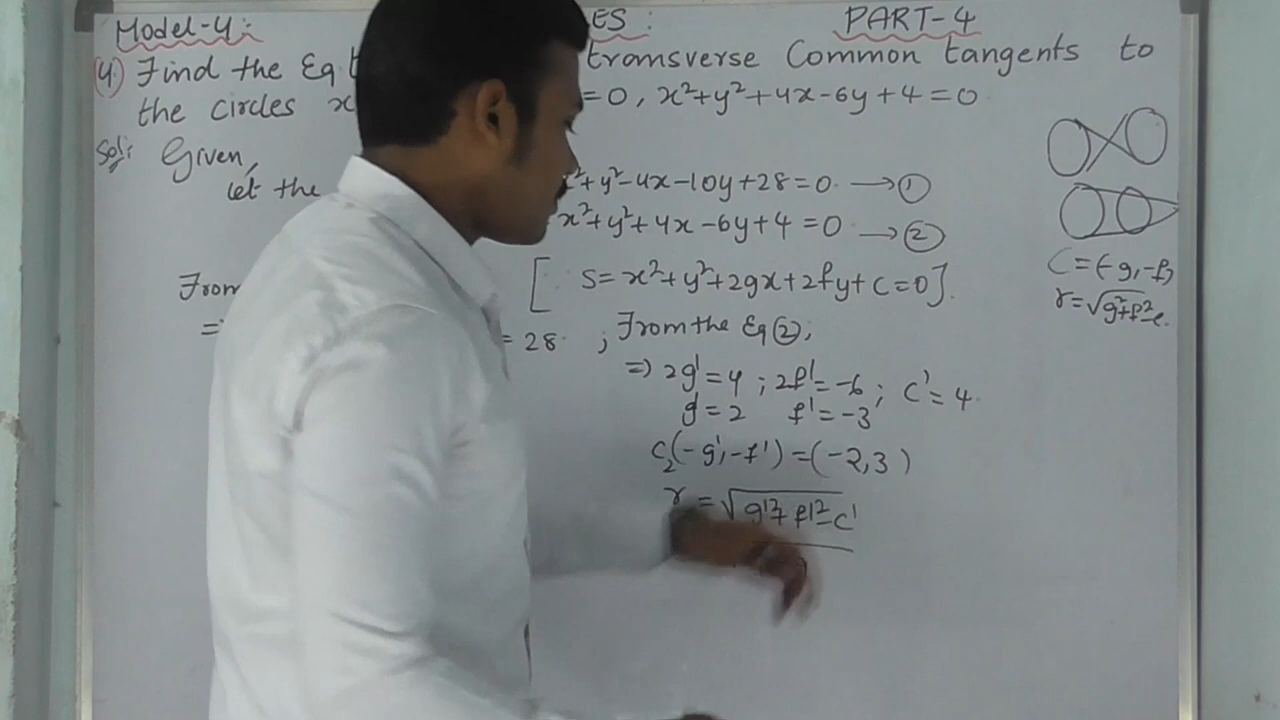 Model-4: ES: PART-4
(4) Find the Eq transverse Common tangents to
the circles x =0, x²+y²+4x-6y+4=0
Sol: Given,
let the x²+y²-4x-10y+28=0 → ①
x²+y²+4x-6y+4=0 → ②
C=(-g,-f)
From [S=x²+y²+2gx+2fy+c=0].
r=√g²+f²-c.
=> = 28 ; From the Eq ②,
=> 2g'=4 ; 2f'=-6 ; c'=4
g'=2 f'=-3
C₂(-g',-f')=(-2,3)
r =√g'²+f'²-c'